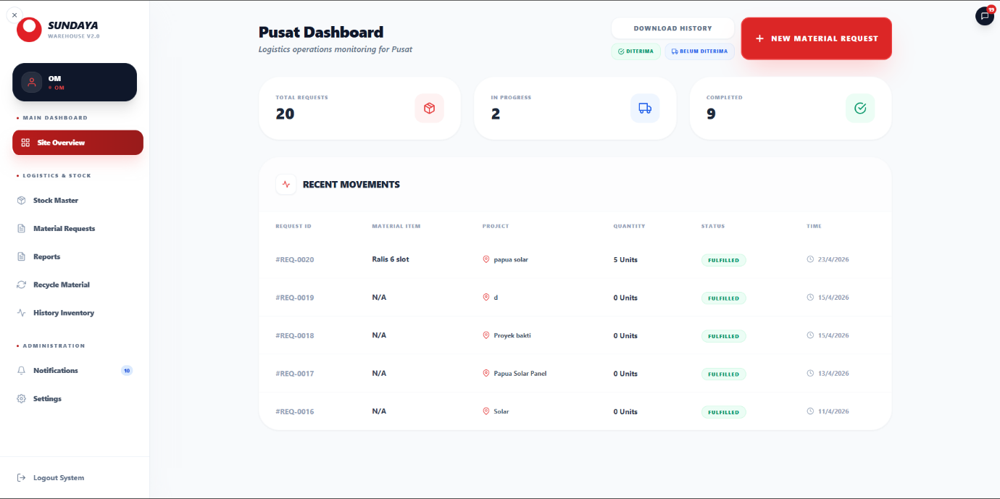 SUNDAYA
WAREHOUSE V2.0
OM
OM
MAIN DASHBOARD
Site Overview
LOGISTICS & STOCK
Stock Master
Material Requests
Reports
Recycle Material
History Inventory
ADMINISTRATION
Notifications 10
Settings
Logout System
Pusat Dashboard
Logistics operations monitoring for Pusat
DOWNLOAD HISTORY
DITERIMA BELUM DITERIMA
+ NEW MATERIAL REQUEST
19
TOTAL REQUESTS
20
IN PROGRESS
2
COMPLETED
9
RECENT MOVEMENTS
REQUEST ID MATERIAL ITEM PROJECT QUANTITY STATUS TIME
#REQ-0020 Ralis 6 slot papua solar 5 Units FULFILLED 23/4/2026
#REQ-0019 N/A d 0 Units FULFILLED 15/4/2026
#REQ-0018 N/A Proyek bakti 0 Units FULFILLED 15/4/2026
#REQ-0017 N/A Papua Solar Panel 0 Units FULFILLED 13/4/2026
#REQ-0016 N/A Solar 0 Units FULFILLED 11/4/2026